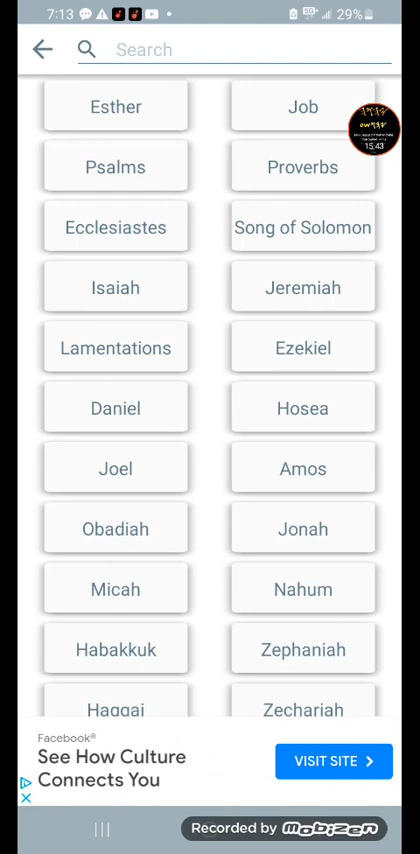 7:13
5G
29%
Search
Esther Job
15:43
Psalms Proverbs
Ecclesiastes Song of Solomon
Isaiah Jeremiah
Lamentations Ezekiel
Daniel Hosea
Joel Amos
Obadiah Jonah
Micah Nahum
Habakkuk Zephaniah
Haggai Zechariah
Facebook®
See How Culture
Connects You
VISIT SITE
Recorded by mobizen